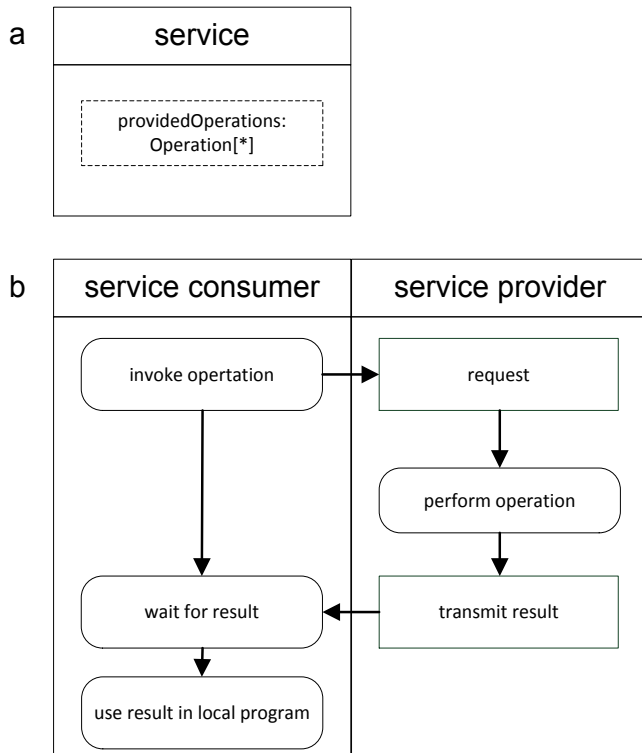 a
service
providedOperations:
Operation[*]
b
service consumer
service provider
invoke opertation
request
perform operation
wait for result
transmit result
use result in local program